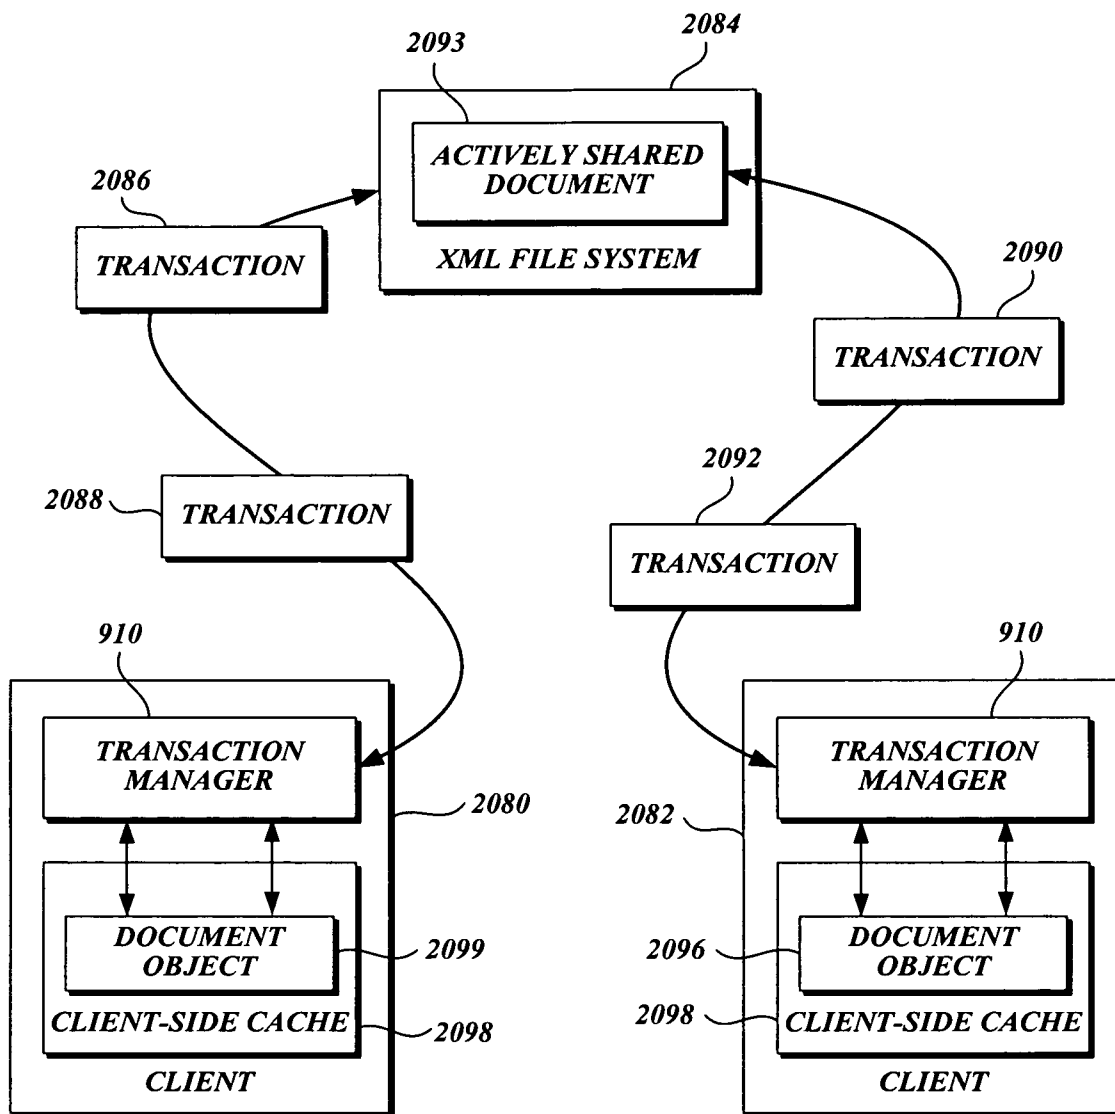 2093
2084
ACTIVELY SHARED
DOCUMENT
XML FILE SYSTEM
2086
TRANSACTION
2090
TRANSACTION
2088
TRANSACTION
2092
TRANSACTION
910
TRANSACTION
MANAGER
2080
DOCUMENT
OBJECT
2099
CLIENT-SIDE CACHE
2098
CLIENT
910
TRANSACTION
MANAGER
2082
DOCUMENT
OBJECT
2096
CLIENT-SIDE CACHE
2098
CLIENT